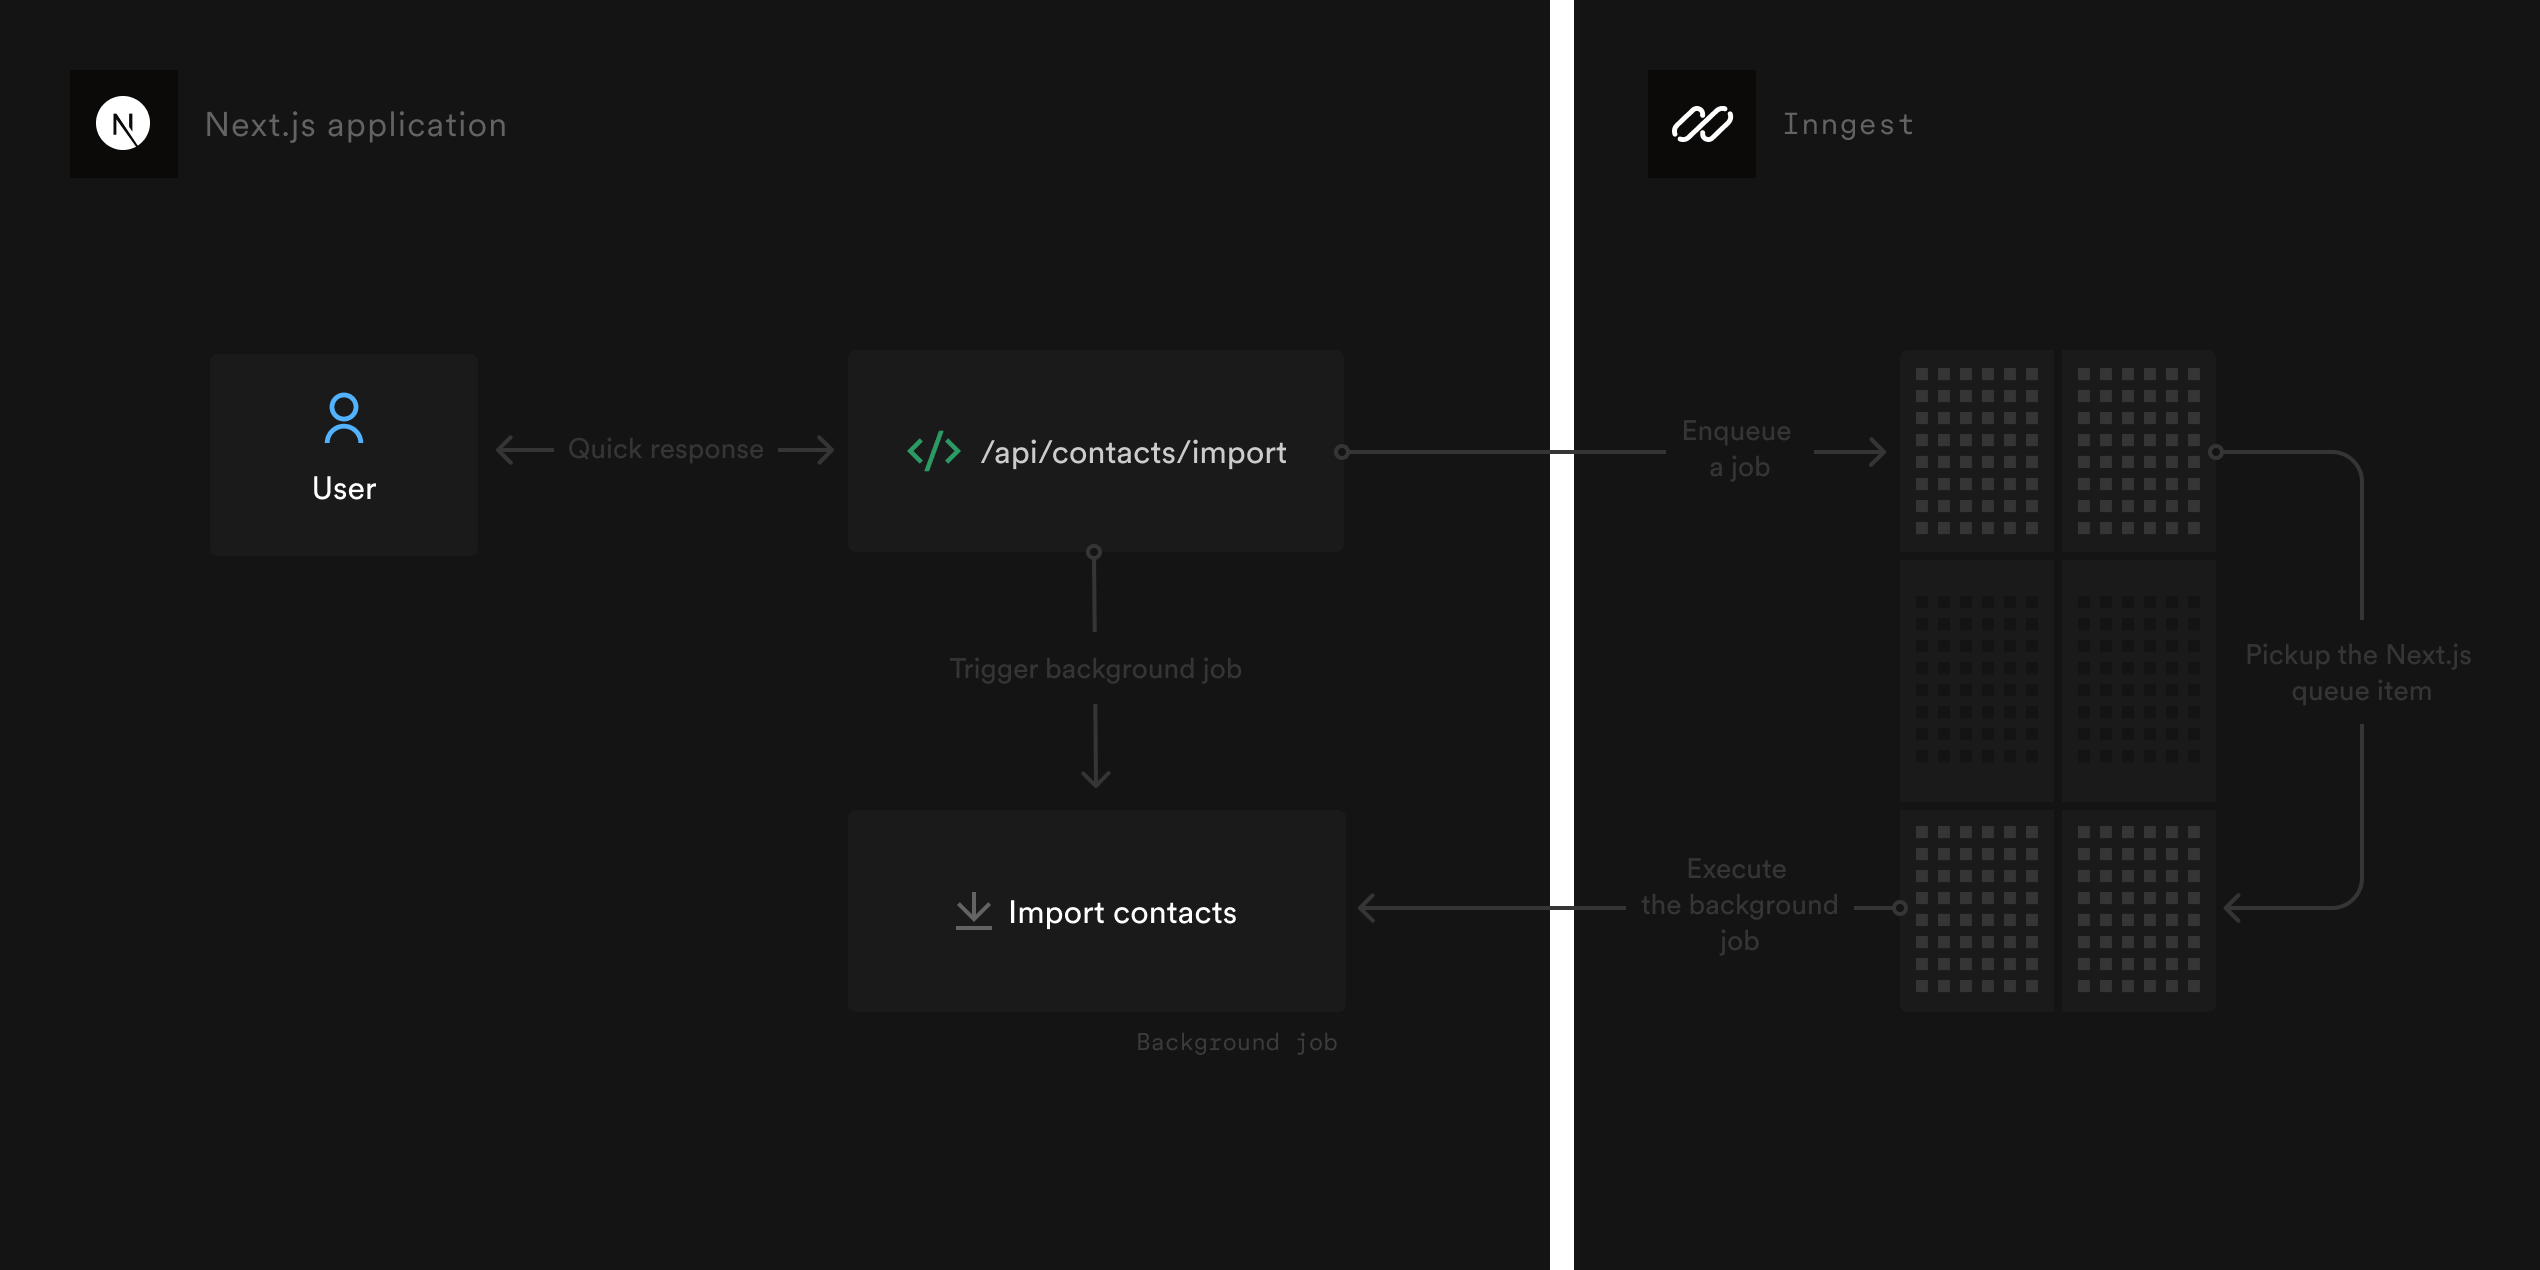 Next.js application
Inngest
User
Quick response
/api/contacts/import
Enqueue
a job
Trigger background job
Pickup the Next.js
queue item
Import contacts
Execute
the background
job
Background job